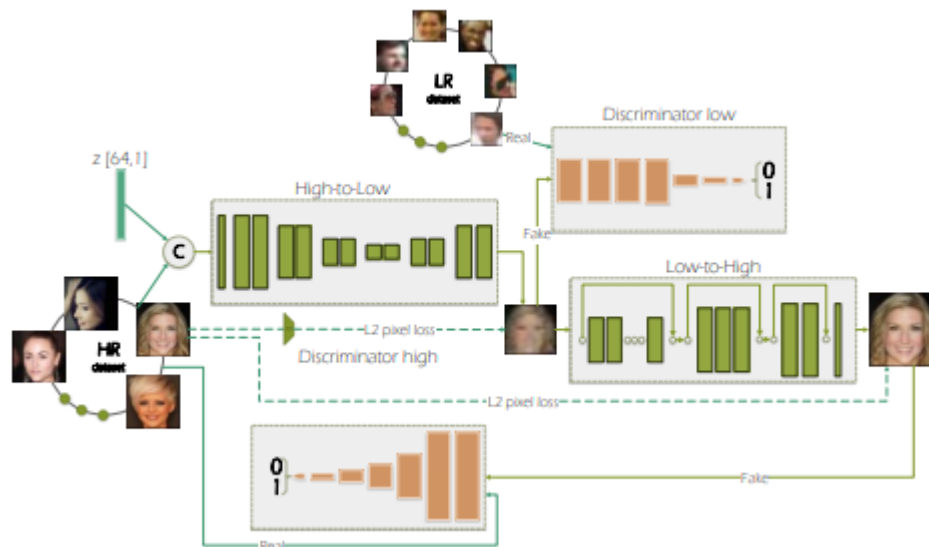 LR
dataset
Discriminator low
Real
0
1
z [64,1]
High-to-Low
C
Fake
Low-to-High
HR
dataset
L2 pixel loss
Discriminator high
L2 pixel loss
0
1
Fake
Real